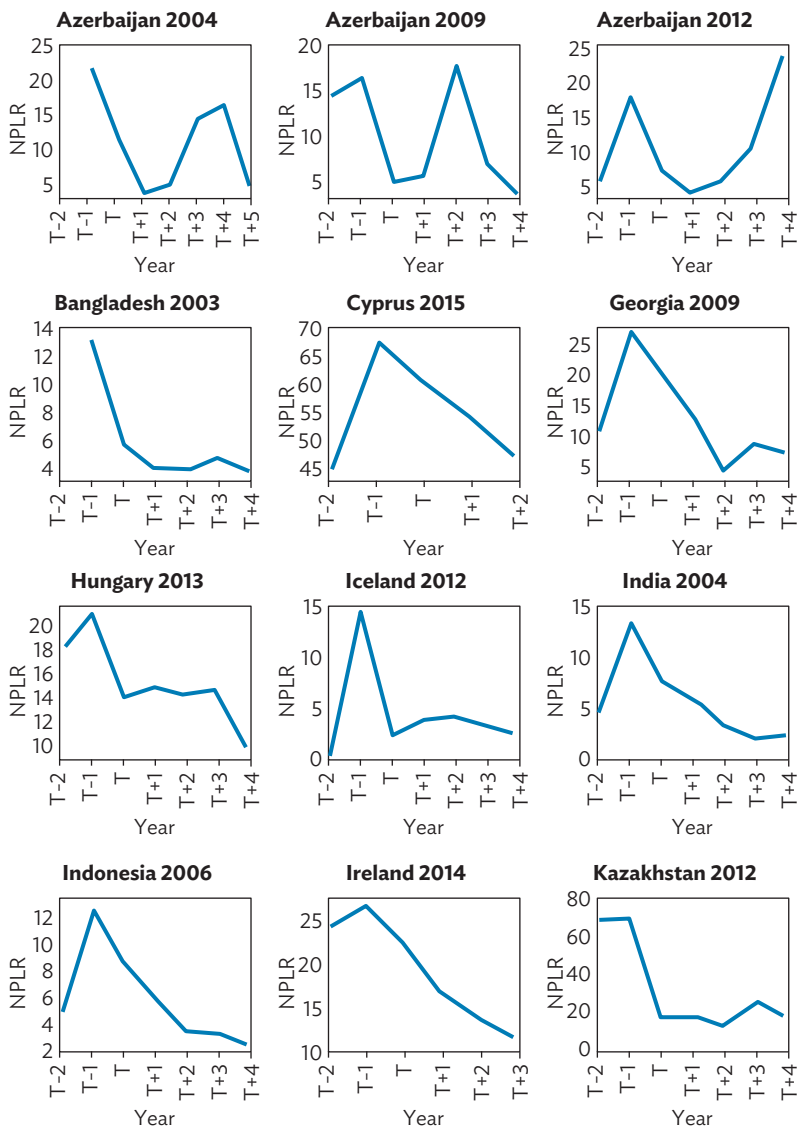 Azerbaijan 2004
25
20
15
10
5
NPLR
T-2
T-1
T
T+1
T+2
T+3
T+4
T+5
Year
Azerbaijan 2009
20
15
10
5
NPLR
T-2
T-1
T
T+1
T+2
T+3
T+4
Year
Azerbaijan 2012
25
20
15
10
5
NPLR
T-2
T-1
T
T+1
T+2
T+3
T+4
Year
Bangladesh 2003
14
12
10
8
6
4
NPLR
T-2
T-1
T
T+1
T+2
T+3
T+4
Year
Cyprus 2015
70
65
60
55
50
45
NPLR
T-2
T-1
T
T+1
T+2
Year
Georgia 2009
25
20
15
10
5
NPLR
T-2
T-1
T
T+1
T+2
T+3
T+4
Year
Hungary 2013
20
18
16
14
12
10
NPLR
T-2
T-1
T
T+1
T+2
T+3
T+4
Year
Iceland 2012
15
10
5
0
NPLR
T-2
T-1
T
T+1
T+2
T+3
T+4
Year
India 2004
15
10
5
0
NPLR
T-2
T-1
T
T+1
T+2
T+3
T+4
Year
Indonesia 2006
12
10
8
6
4
2
NPLR
T-2
T-1
T
T+1
T+2
T+3
T+4
Year
Ireland 2014
25
20
15
10
NPLR
T-2
T-1
T
T+1
T+2
T+3
Year
Kazakhstan 2012
80
60
40
20
0
NPLR
T-2
T-1
T
T+1
T+2
T+3
T+4
Year